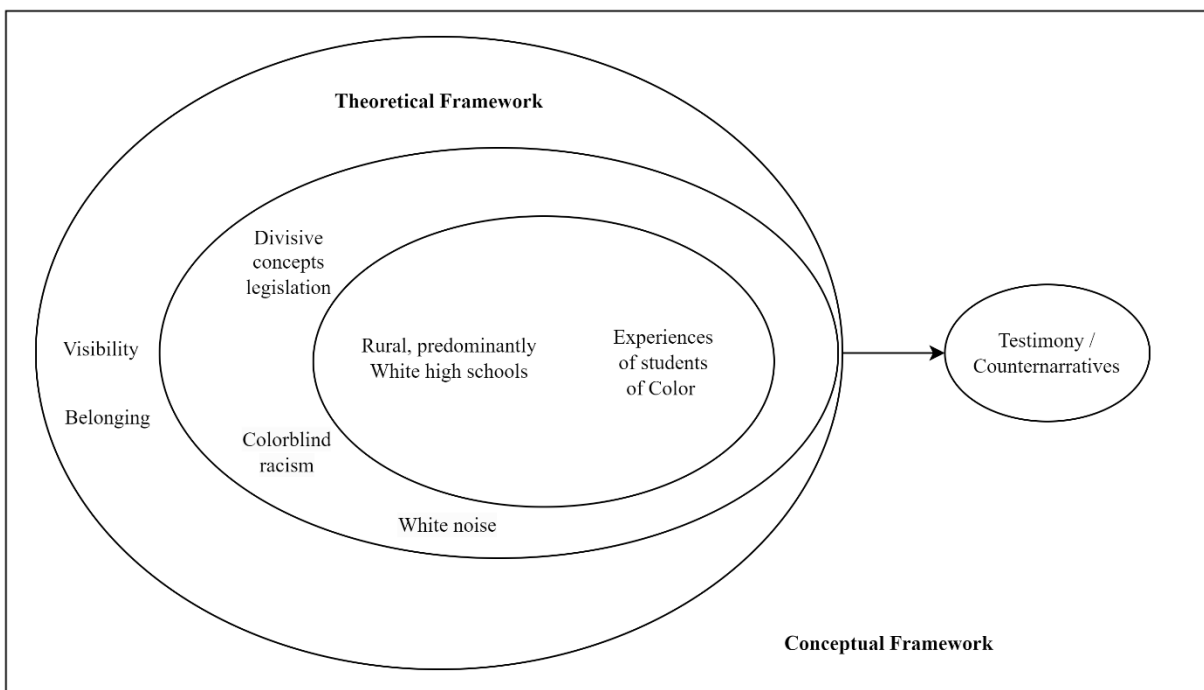 Theoretical Framework
Divisive
concepts
legislation
Visibility
Belonging
Rural, predominantly
White high schools
Experiences
of students
of Color
Colorblind
racism
White noise
Testimony /
Counternarratives
Conceptual Framework